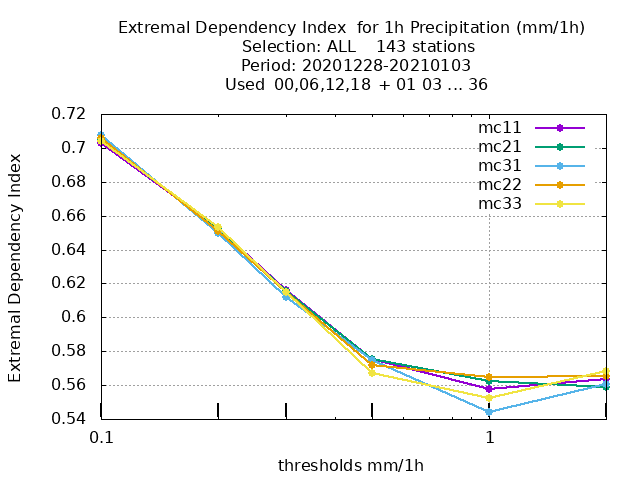 Extremal Dependency Index  for 1h Precipitation (mm/1h)
Selection: ALL    143 stations
Period: 20201228-20210103
Used  00,06,12,18  + 01 03 ... 36
Extremal Dependency Index
0.72
0.7
0.68
0.66
0.64
0.62
0.6
0.58
0.56
0.54
mc11
mc21
mc31
mc22
mc33
0.1
1
thresholds mm/1h